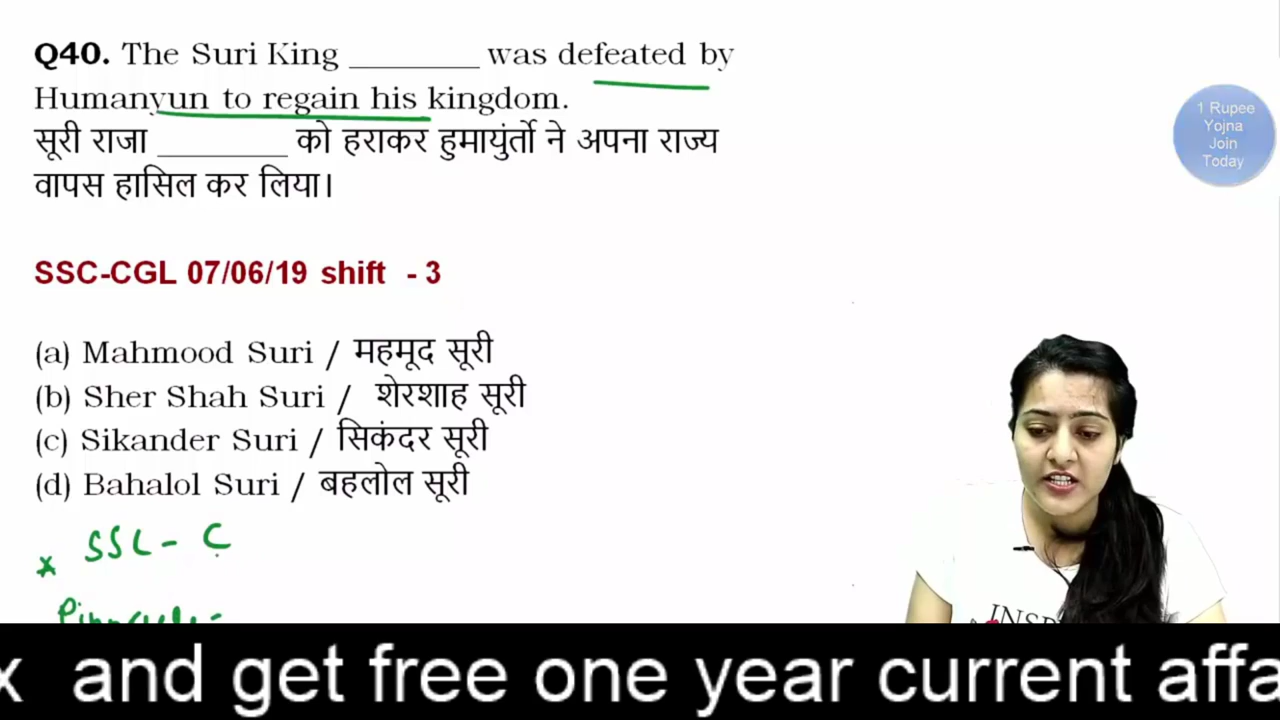 Q40. The Suri King ________ was defeated by
Humanyun to regain his kingdom.
सूरी राजा ________ को हराकर हुमायुंर्तो ने अपना राज्य
वापस हासिल कर लिया।
1 Rupee
Yojna
Join
Today
SSC-CGL 07/06/19 shift - 3
(a) Mahmood Suri / महमूद सूरी
(b) Sher Shah Suri / शेरशाह सूरी
(c) Sikander Suri / सिकंदर सूरी
(d) Bahalol Suri / बहलोल सूरी
* SSC - C
x and get free one year current affa